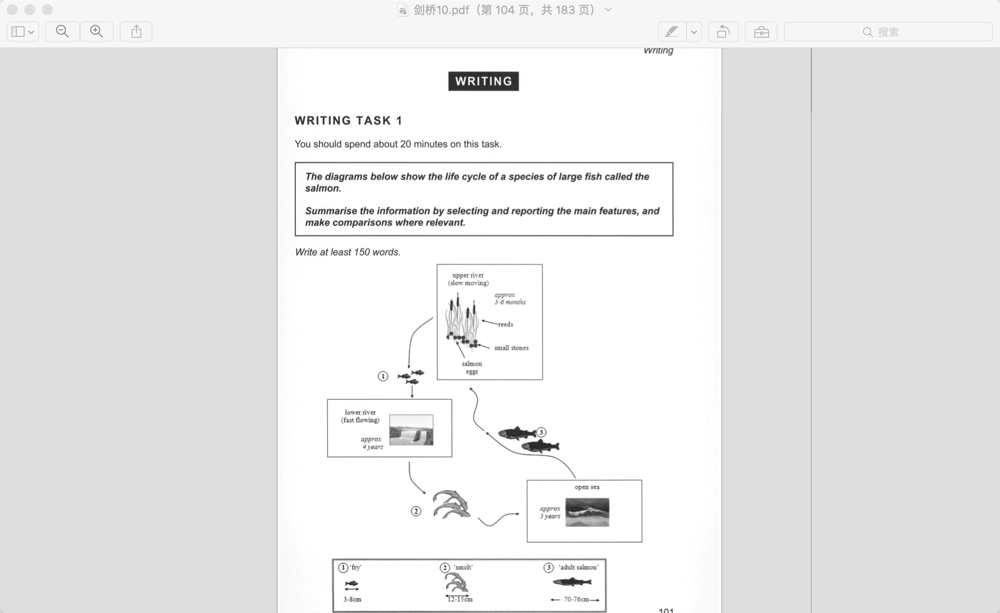 剑桥10.pdf（第 104 页，共 183 页）
搜索
Writing
WRITING
WRITING TASK 1
You should spend about 20 minutes on this task.
The diagrams below show the life cycle of a species of large fish called the
salmon.
Summarise the information by selecting and reporting the main features, and
make comparisons where relevant.
Write at least 150 words.
upper river
(slow moving)
approx
5-6 months
reeds
small stones
salmon
eggs
1
lower river
(fast flowing)
approx
4 years
3
2
open sea
approx
5 years
1 'fry'
2 'smolt'
3 'adult salmon'
3-8cm
12-15cm
70-76cm
101